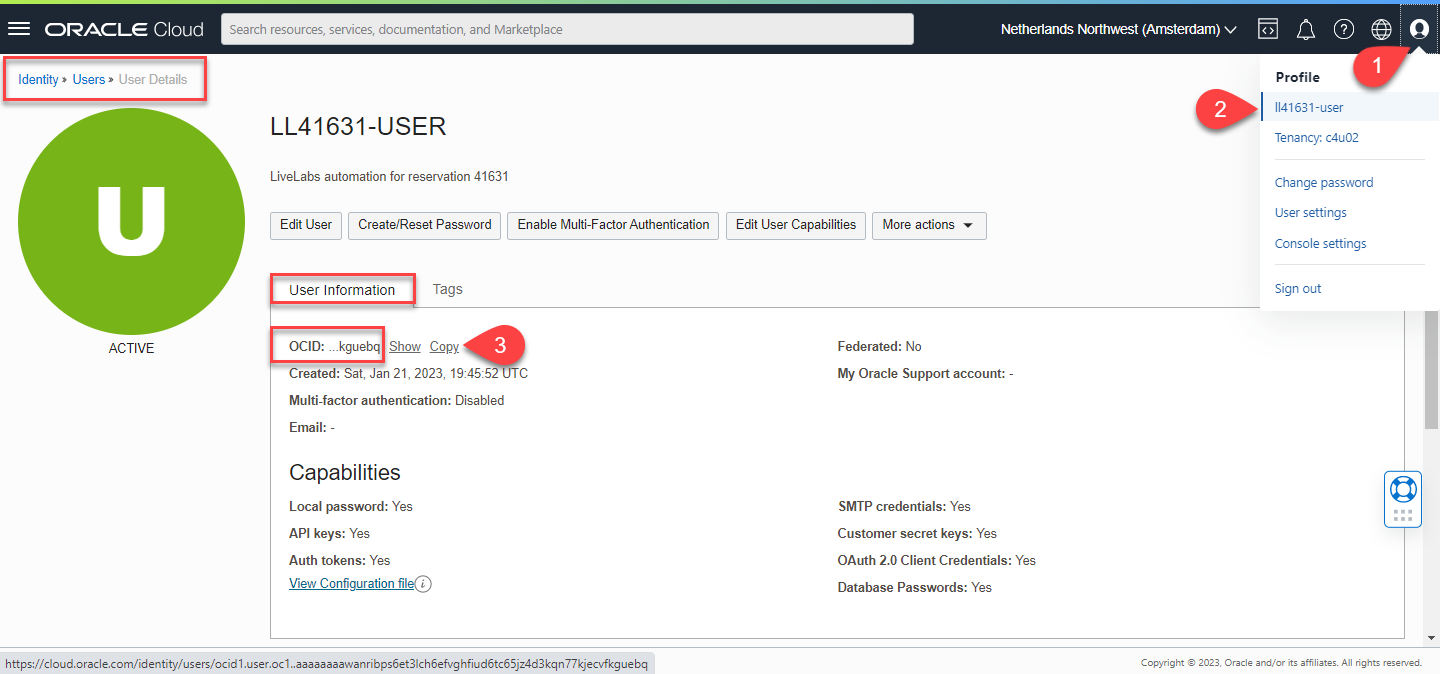 ORACLE Cloud
Search resources, services, documentation, and Marketplace
Netherlands Northwest (Amsterdam)
1
Identity » Users » User Details
Profile
2
ll41631-user
Tenancy: c4u02
Change password
User settings
Console settings
Sign out
U
ACTIVE
LL41631-USER
LiveLabs automation for reservation 41631
Edit User
Create/Reset Password
Enable Multi-Factor Authentication
Edit User Capabilities
More actions
User Information
Tags
OCID: ...kguebq Show Copy
3
Created: Sat, Jan 21, 2023, 19:45:52 UTC
Multi-factor authentication: Disabled
Email: -
Federated: No
My Oracle Support account: -
Capabilities
Local password: Yes
API keys: Yes
Auth tokens: Yes
View Configuration file i
SMTP credentials: Yes
Customer secret keys: Yes
OAuth 2.0 Client Credentials: Yes
Database Passwords: Yes
https://cloud.oracle.com/identity/users/ocid1.user.oc1..aaaaaaaawanribps6et3lch6efvghfiud6tc65jz4d3kqn77kjecvfkguebq
Copyright © 2023, Oracle and/or its affiliates. All rights reserved.